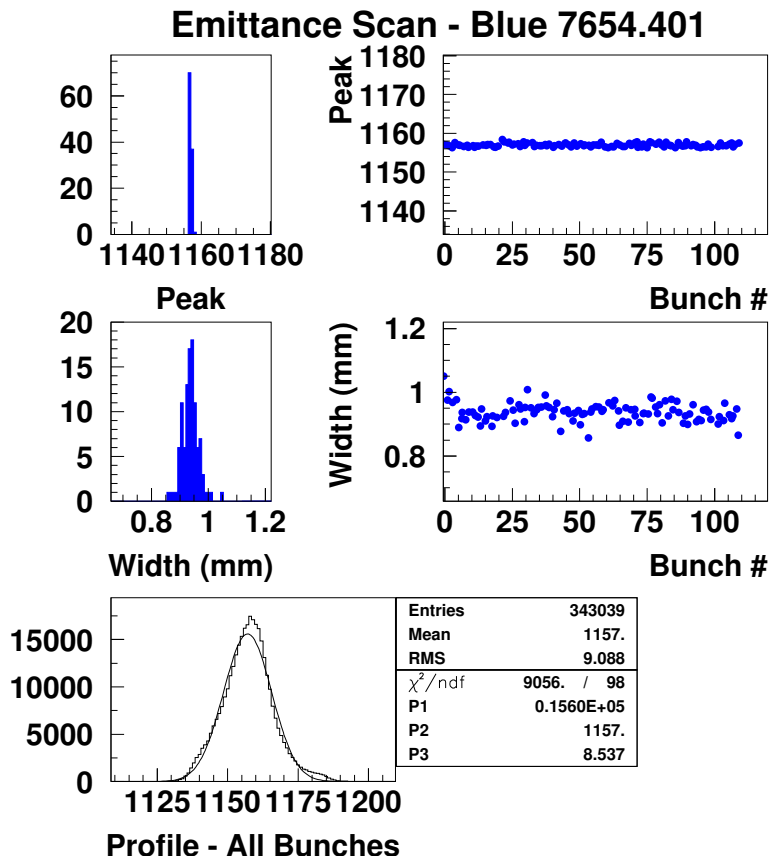 Emittance Scan - Blue 7654.401
60
40
20
0
1140 1160 1180
Peak
Peak
1180
1170
1160
1150
1140
0 25 50 75 100
Bunch #
20
15
10
5
0
0.8 1 1.2
Width (mm)
Width (mm)
1.2
1
0.8
0 25 50 75 100
Bunch #
15000
10000
5000
0
1125 1150 1175 1200
Profile - All Bunches
Entries 343039
Mean 1157.
RMS 9.088
χ²/ndf 9056. / 98
P1 0.1560E+05
P2 1157.
P3 8.537